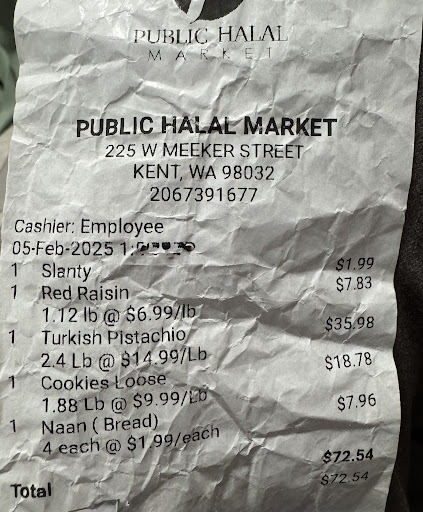 PUBLIC HALAL
MARKET
PUBLIC HALAL MARKET
225 W MEEKER STREET
KENT, WA 98032
2067391677
Cashier: Employee
05-Feb-2025 1:
1 Slanty $1.99
1 Red Raisin $7.83
1.12 lb @ $6.99/lb
1 Turkish Pistachio $35.98
2.4 Lb @ $14.99/Lb
1 Cookies Loose $18.78
1.88 Lb @ $9.99/Lb
1 Naan ( Bread) $7.96
4 each @ $1.99/each
$72.54
Total $72.54